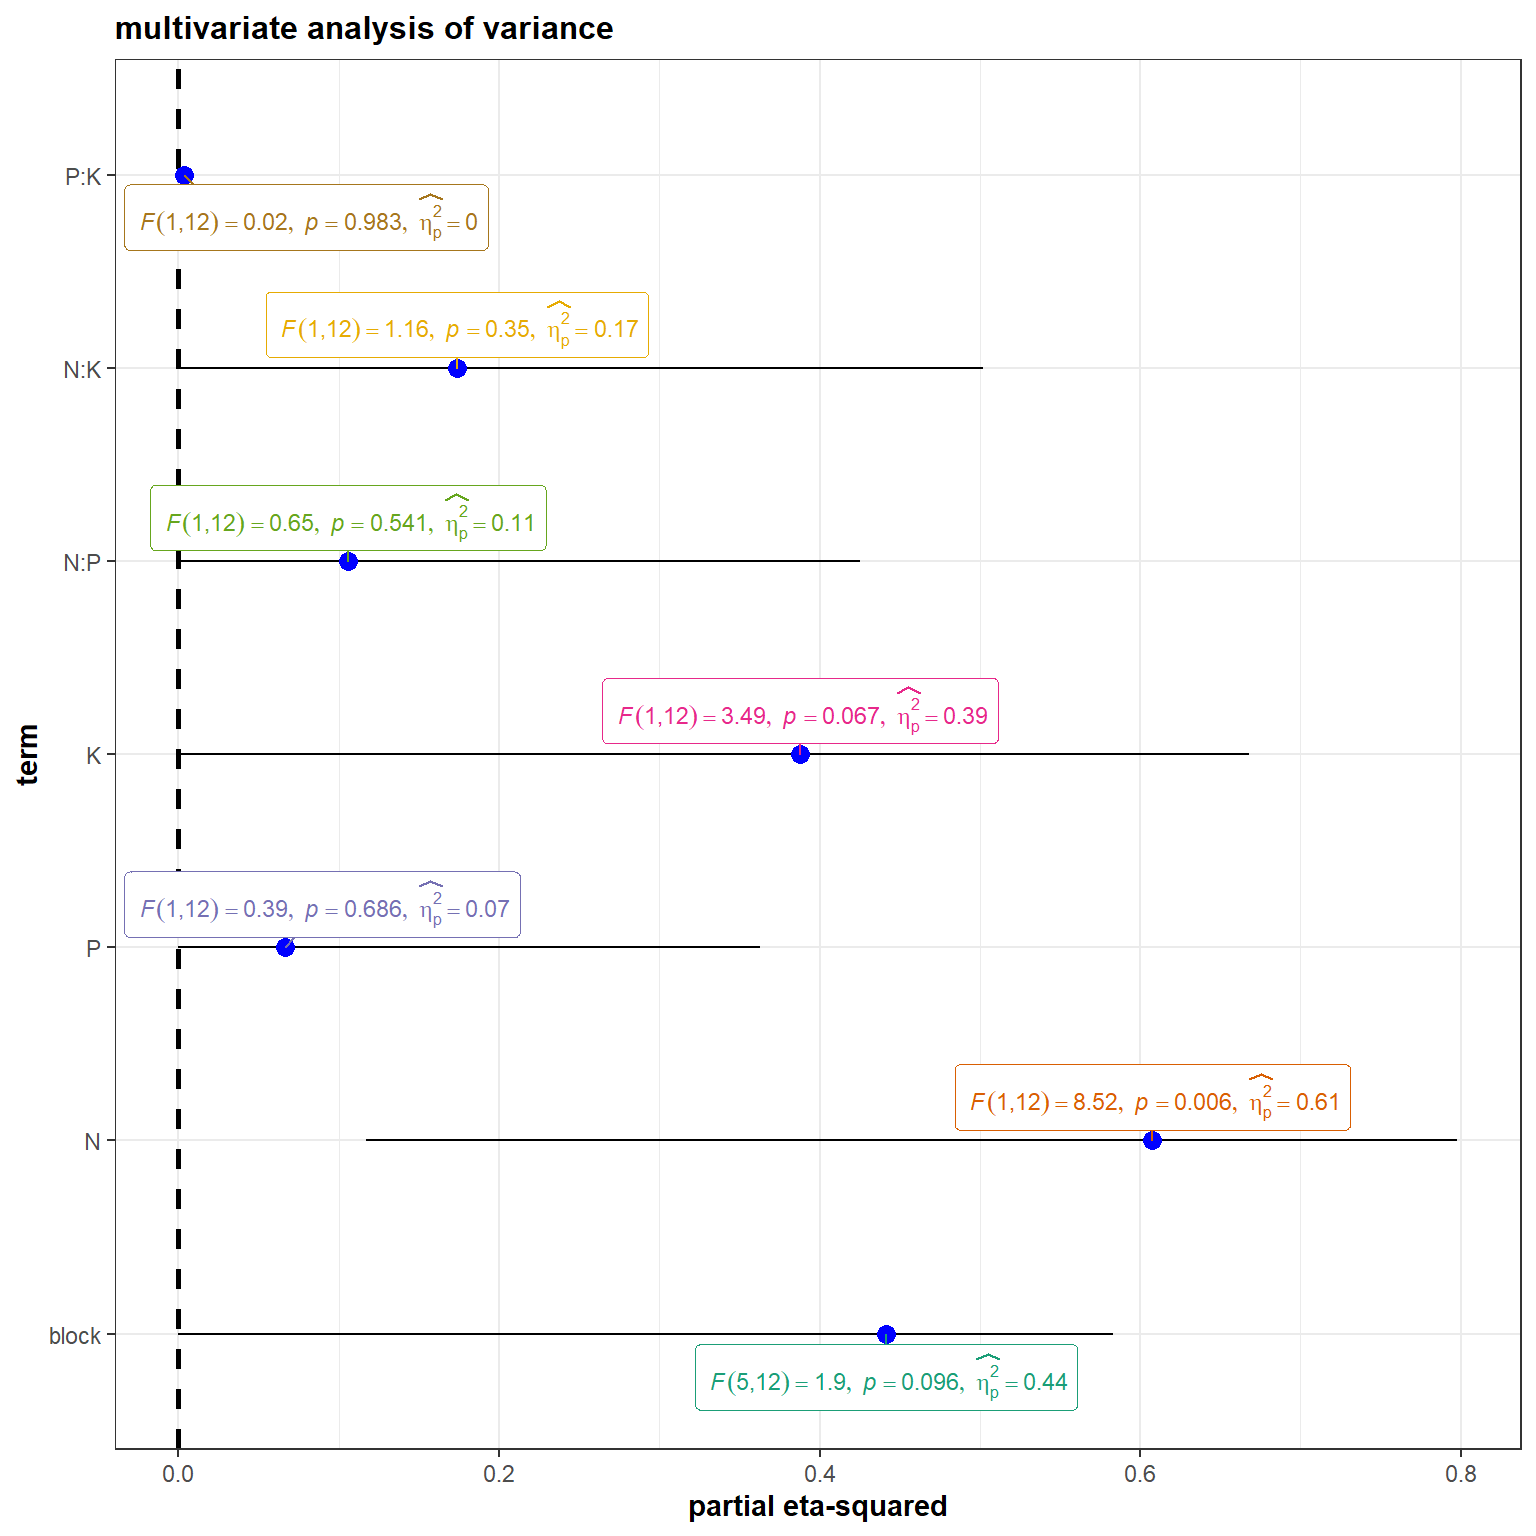 multivariate analysis of variance
P:K
F(1,12) = 0.02, p = 0.983, η̂²ₚ = 0
F(1,12) = 1.16, p = 0.35, η̂²ₚ = 0.17
N:K
F(1,12) = 0.65, p = 0.541, η̂²ₚ = 0.11
N:P
F(1,12) = 3.49, p = 0.067, η̂²ₚ = 0.39
K
term
F(1,12) = 0.39, p = 0.686, η̂²ₚ = 0.07
P
F(1,12) = 8.52, p = 0.006, η̂²ₚ = 0.61
N
block
F(5,12) = 1.9, p = 0.096, η̂²ₚ = 0.44
0.0 0.2 0.4 0.6 0.8
partial eta-squared